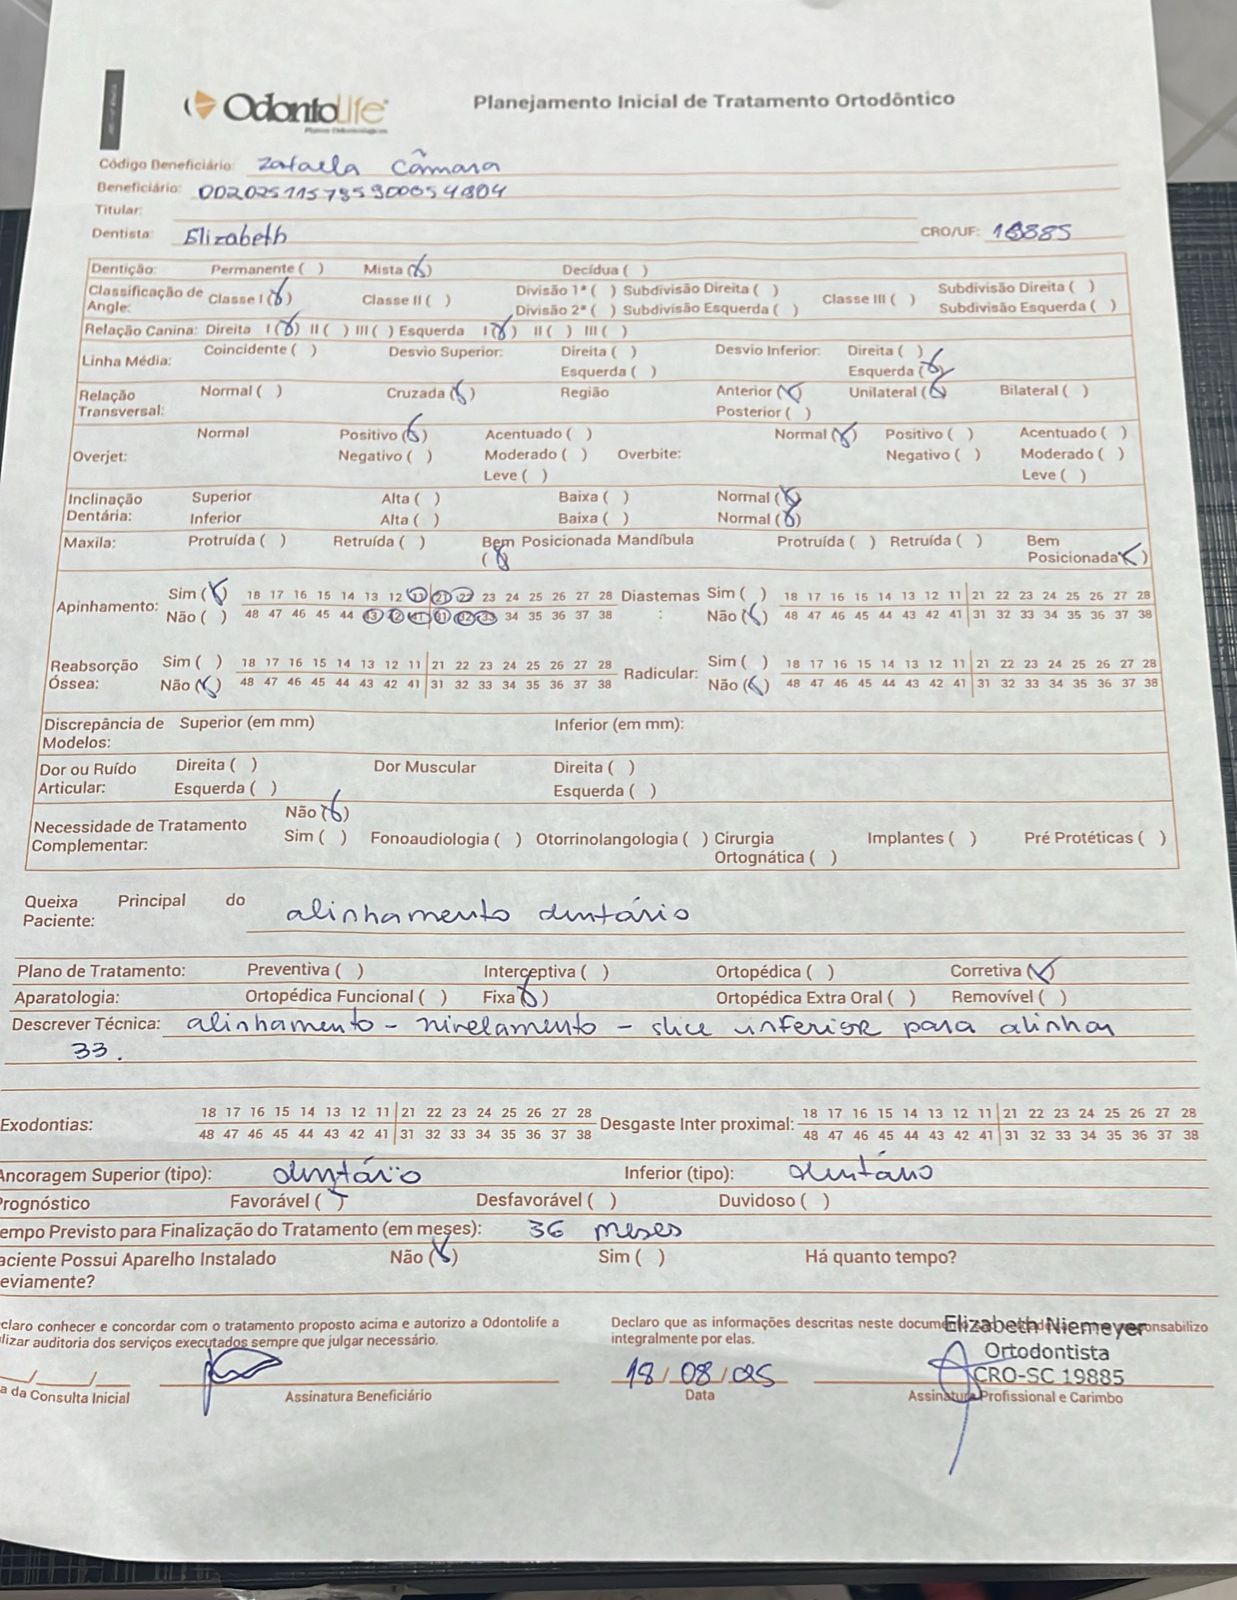 OdontoLife Planejamento Inicial de Tratamento Ortodôntico
Planos Odontológicos
Código Beneficiário: Zafaella Câmara
Beneficiário: 002025115785900054804
Titular:
Dentista: Elizabeth CRO/UF: 19885
Dentição: Permanente ( ) Mista (X) Decídua ( )
Classificação de Angle: Classe I (X) Classe II ( ) Divisão 1ª ( ) Subdivisão Direita ( ) Classe III ( ) Subdivisão Direita ( )
Divisão 2ª ( ) Subdivisão Esquerda ( ) Subdivisão Esquerda ( )
Relação Canina: Direita I (X) II ( ) III ( ) Esquerda I (X) II ( ) III ( )
Linha Média: Coincidente ( ) Desvio Superior: Direita ( ) Desvio Inferior: Direita ( )
Esquerda ( ) Esquerda (X)
Relação Transversal: Normal ( ) Cruzada (X) Região Anterior (X) Unilateral (X) Bilateral ( )
Posterior ( )
Normal Positivo (X) Acentuado ( ) Normal (X) Positivo ( ) Acentuado ( )
Overjet: Negativo ( ) Moderado ( ) Overbite: Negativo ( ) Moderado ( )
Leve ( ) Leve ( )
Inclinação Superior Alta ( ) Baixa ( ) Normal (X)
Dentária: Inferior Alta ( ) Baixa ( ) Normal (X)
Maxila: Protruída ( ) Retruída ( ) Bem Posicionada (X) Mandíbula Protruída ( ) Retruída ( ) Bem Posicionada (X)
Apinhamento: Sim (X) 18 17 16 15 14 13 12 11 21 22 23 24 25 26 27 28 Diastemas: Sim ( ) 18 17 16 15 14 13 12 11 21 22 23 24 25 26 27 28
Não ( ) 48 47 46 45 44 43 42 41 31 32 33 34 35 36 37 38 Não (X) 48 47 46 45 44 43 42 41 31 32 33 34 35 36 37 38
Reabsorção Óssea: Sim ( ) 18 17 16 15 14 13 12 11 21 22 23 24 25 26 27 28 Radicular: Sim ( ) 18 17 16 15 14 13 12 11 21 22 23 24 25 26 27 28
Não (X) 48 47 46 45 44 43 42 41 31 32 33 34 35 36 37 38 Não (X) 48 47 46 45 44 43 42 41 31 32 33 34 35 36 37 38
Discrepância de Modelos: Superior (em mm) Inferior (em mm):
Dor ou Ruído Direita ( ) Dor Muscular Direita ( )
Articular: Esquerda ( ) Esquerda ( )
Não (X)
Necessidade de Tratamento Complementar: Sim ( ) Fonoaudiologia ( ) Otorrinolangologia ( ) Cirurgia Ortognática ( ) Implantes ( ) Pré Protéticas ( )
Queixa Principal do Paciente: alinhamento dentário
Plano de Tratamento: Preventiva ( ) Interceptiva ( ) Ortopédica ( ) Corretiva (X)
Aparatologia: Ortopédica Funcional ( ) Fixa (X) Ortopédica Extra Oral ( ) Removível ( )
Descrever Técnica: alinhamento - nivelamento - slice inferior para alinhar
33.
Exodontias: 18 17 16 15 14 13 12 11 21 22 23 24 25 26 27 28 Desgaste Inter proximal: 18 17 16 15 14 13 12 11 21 22 23 24 25 26 27 28
48 47 46 45 44 43 42 41 31 32 33 34 35 36 37 38 48 47 46 45 44 43 42 41 31 32 33 34 35 36 37 38
Ancoragem Superior (tipo): dentário Inferior (tipo): dentário
Prognóstico Favorável (X) Desfavorável ( ) Duvidoso ( )
empo Previsto para Finalização do Tratamento (em meses): 36 meses
aciente Possui Aparelho Instalado Não (X) Sim ( ) Há quanto tempo?
eviamente?
claro conhecer e concordar com o tratamento proposto acima e autorizo a Odontolife a
lizar auditoria dos serviços executados sempre que julgar necessário.
Declaro que as informações descritas neste docum onsabilizo
integralmente por elas.
Elizabeth Niemeyer
Ortodontista
CRO-SC 19885
18/08/025
a da Consulta Inicial Assinatura Beneficiário Data Assinatura Profissional e Carimbo